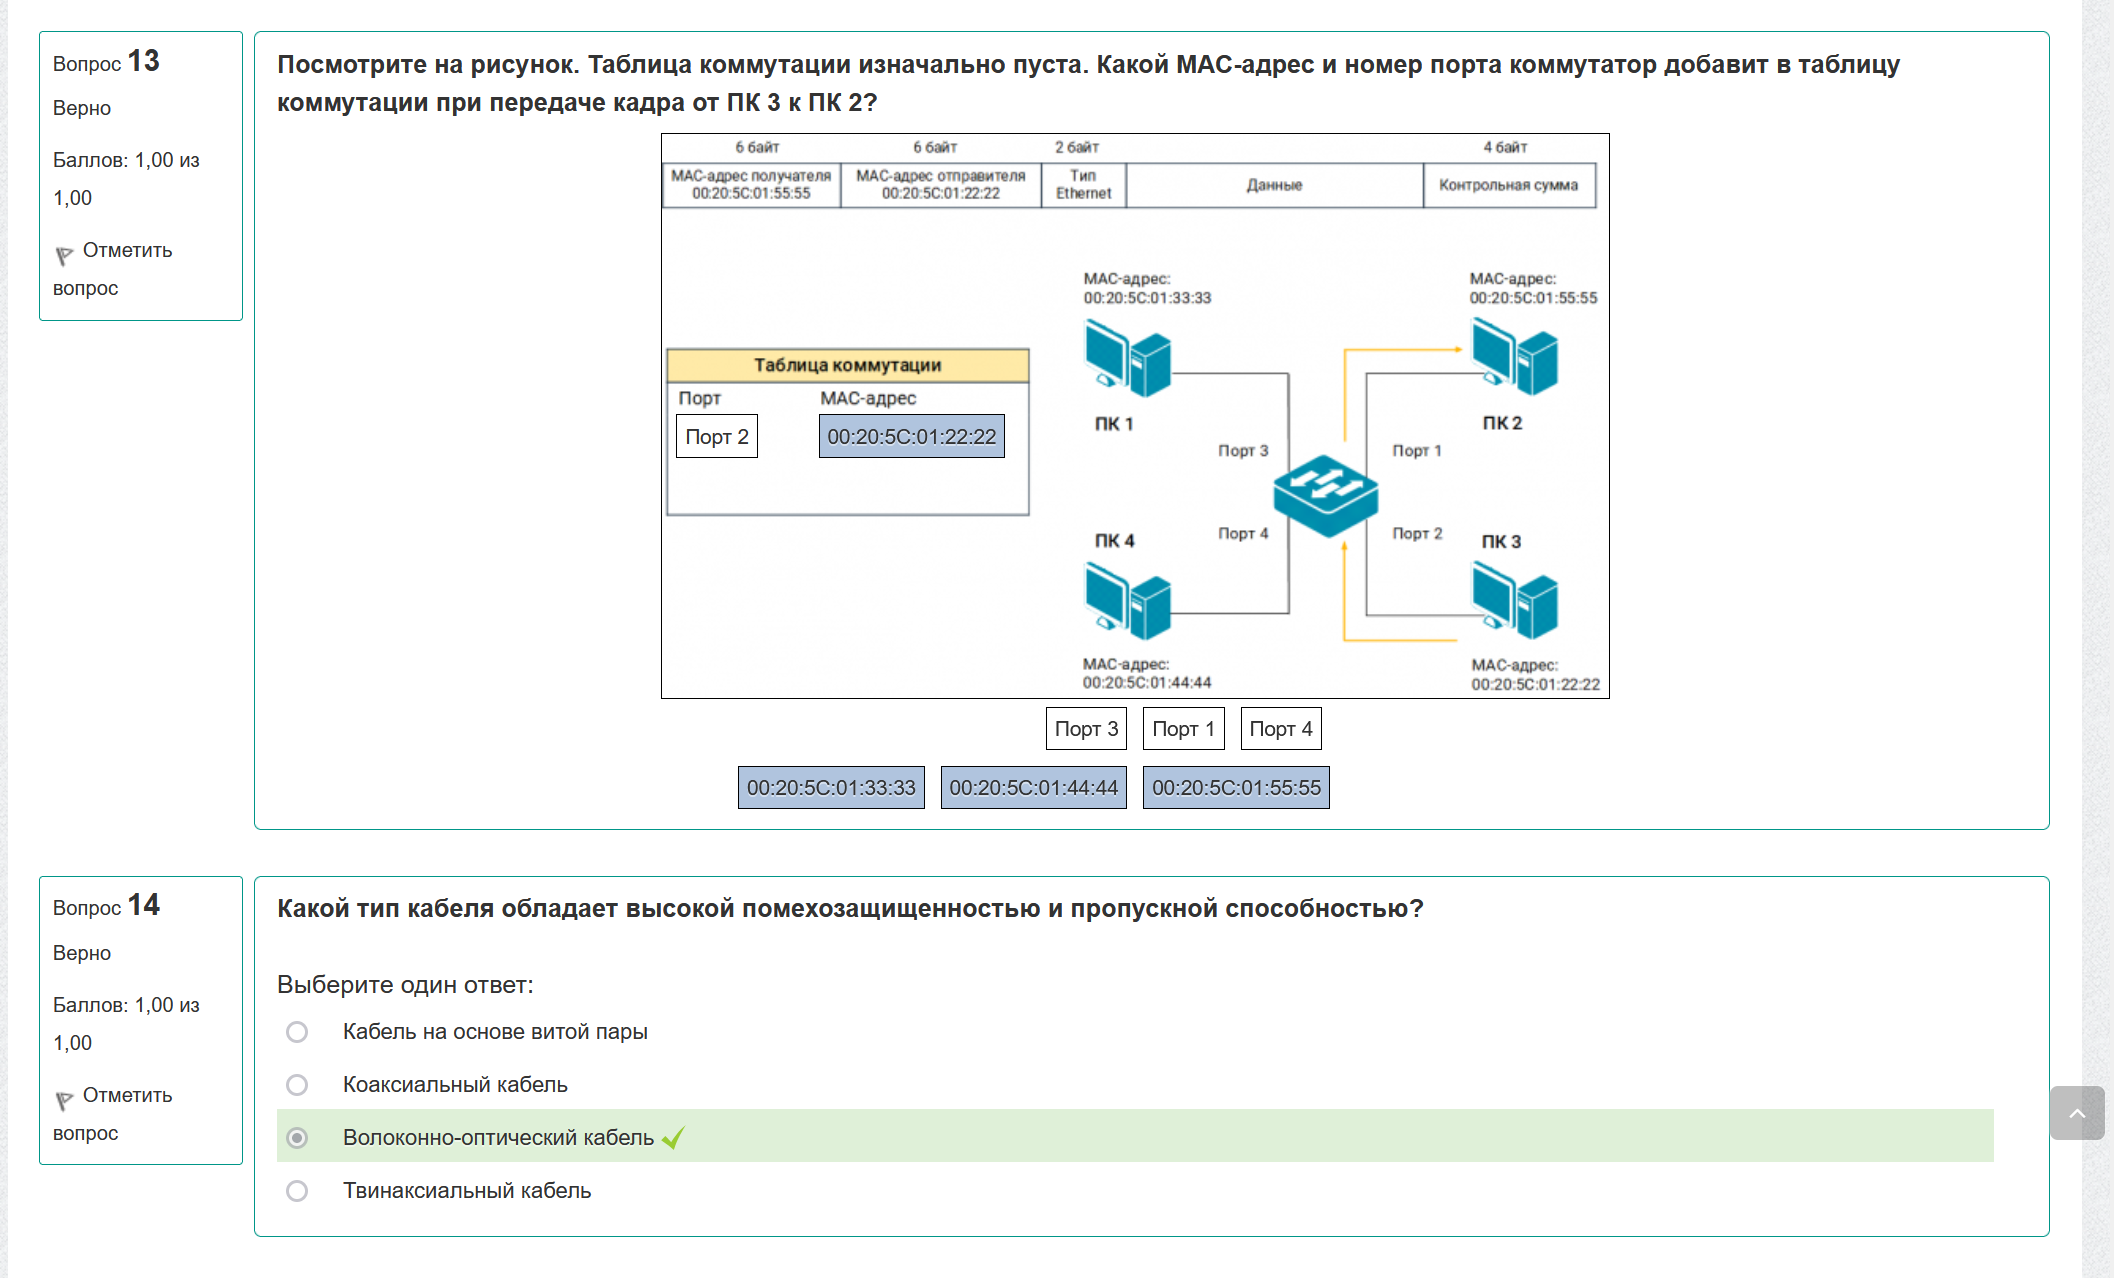 Вопрос 13
Верно
Баллов: 1,00 из
1,00
Отметить
вопрос
Посмотрите на рисунок. Таблица коммутации изначально пуста. Какой MAC-адрес и номер порта коммутатор добавит в таблицу
коммутации при передаче кадра от ПК 3 к ПК 2?
6 байт 6 байт 2 байт 4 байт
MAC-адрес получателя
00:20:5C:01:55:55
MAC-адрес отправителя
00:20:5C:01:22:22
Тип
Ethernet
Данные
Контрольная сумма
MAC-адрес:
00:20:5C:01:33:33
MAC-адрес:
00:20:5C:01:55:55
Таблица коммутации
Порт MAC-адрес
Порт 2 00:20:5C:01:22:22
ПК 1
ПК 2
Порт 3
Порт 1
Порт 4
Порт 2
ПК 4
ПК 3
MAC-адрес:
00:20:5C:01:44:44
MAC-адрес:
00:20:5C:01:22:22
Порт 3 Порт 1 Порт 4
00:20:5C:01:33:33 00:20:5C:01:44:44 00:20:5C:01:55:55
Вопрос 14
Верно
Баллов: 1,00 из
1,00
Отметить
вопрос
Какой тип кабеля обладает высокой помехозащищенностью и пропускной способностью?
Выберите один ответ:
Кабель на основе витой пары
Коаксиальный кабель
Волоконно-оптический кабель
Твинаксиальный кабель